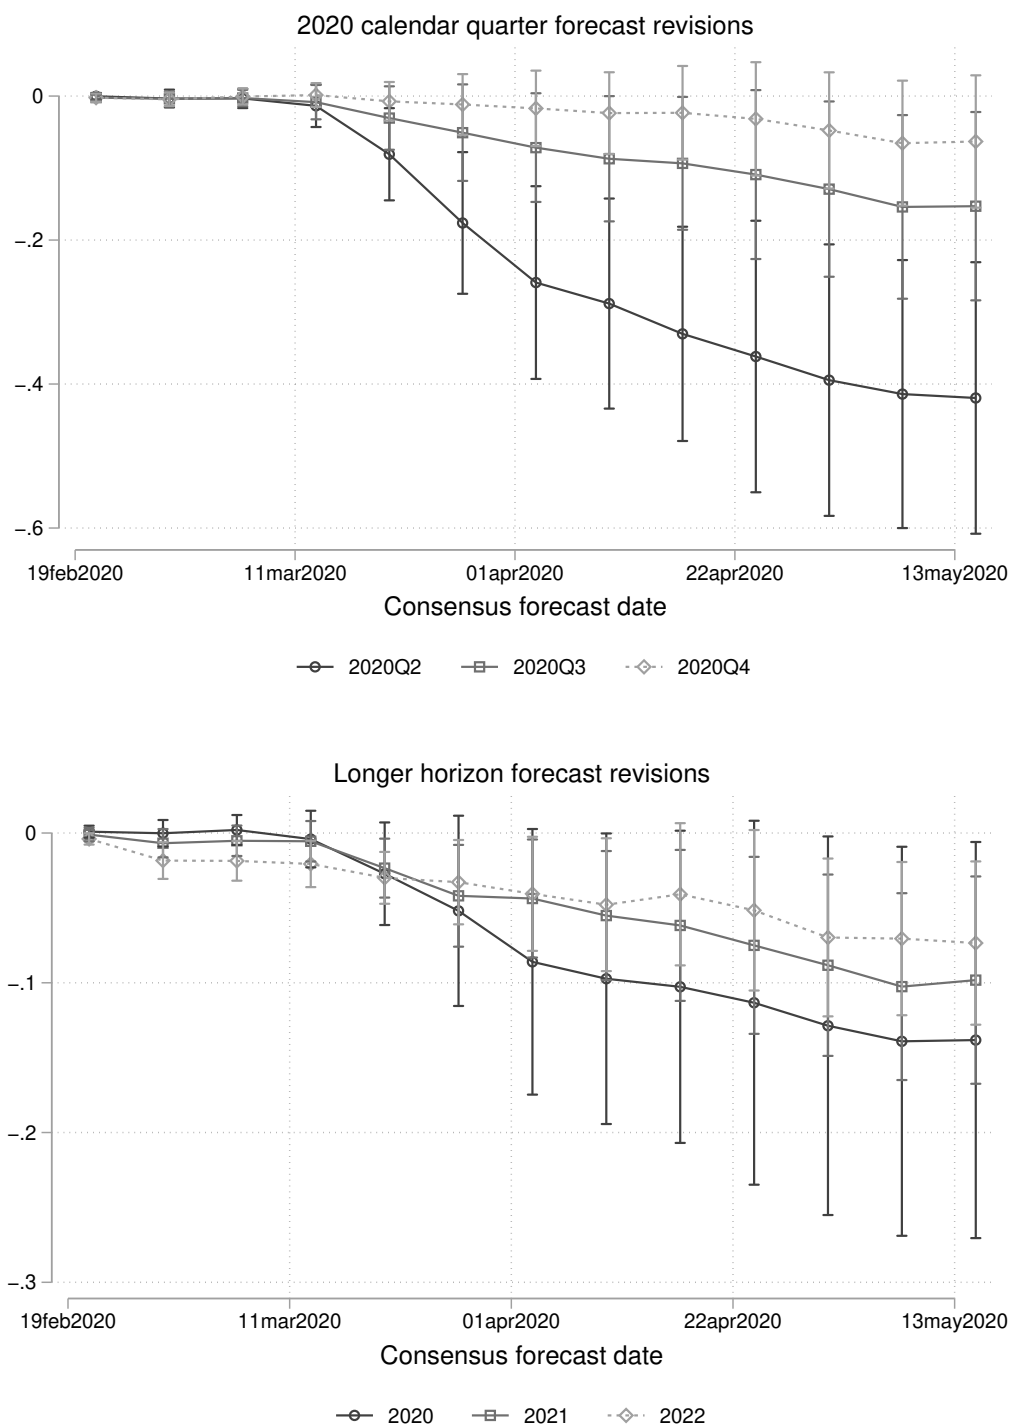 2020 calendar quarter forecast revisions
0
−.2
−.4
−.6
19feb2020 11mar2020 01apr2020 22apr2020 13may2020
Consensus forecast date
2020Q2 2020Q3 2020Q4
Longer horizon forecast revisions
0
−.1
−.2
−.3
19feb2020 11mar2020 01apr2020 22apr2020 13may2020
Consensus forecast date
2020 2021 2022